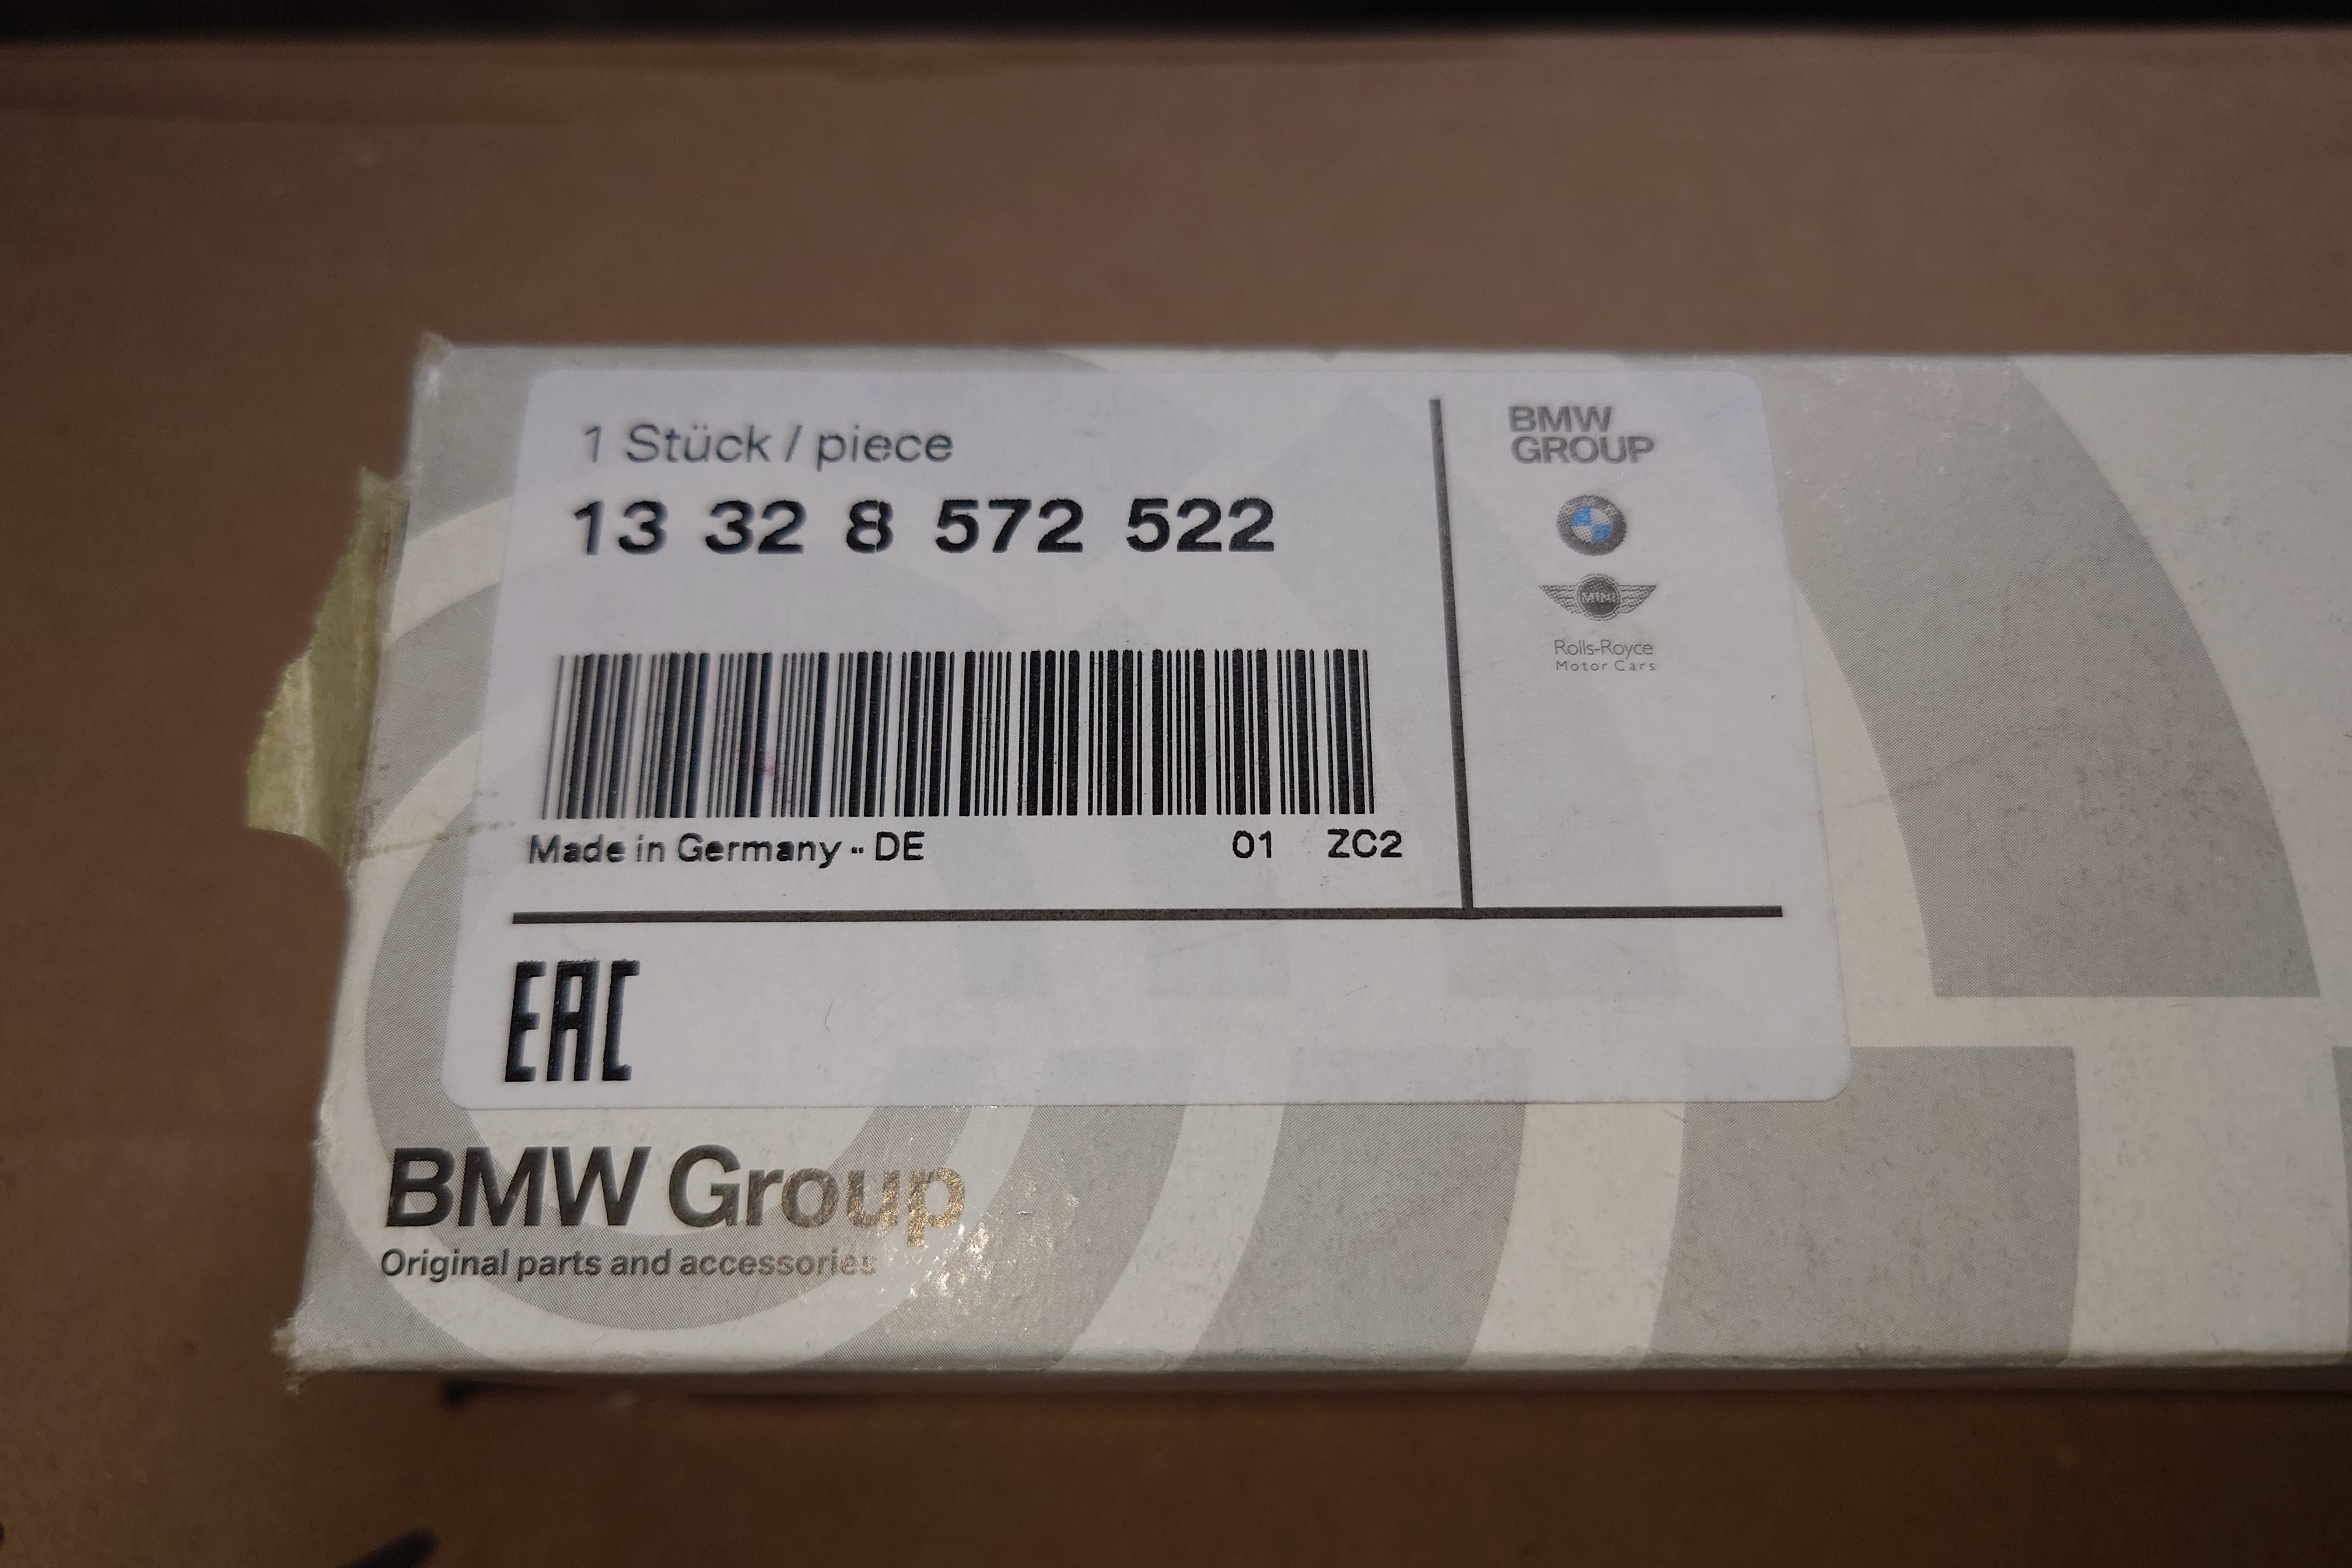 1 Stück / piece
13 32 8 572 522
Made in Germany -- DE 01 ZC2
BMW
GROUP
MINI
Rolls-Royce
Motor Cars
EAC
BMW Group
Original parts and accessories